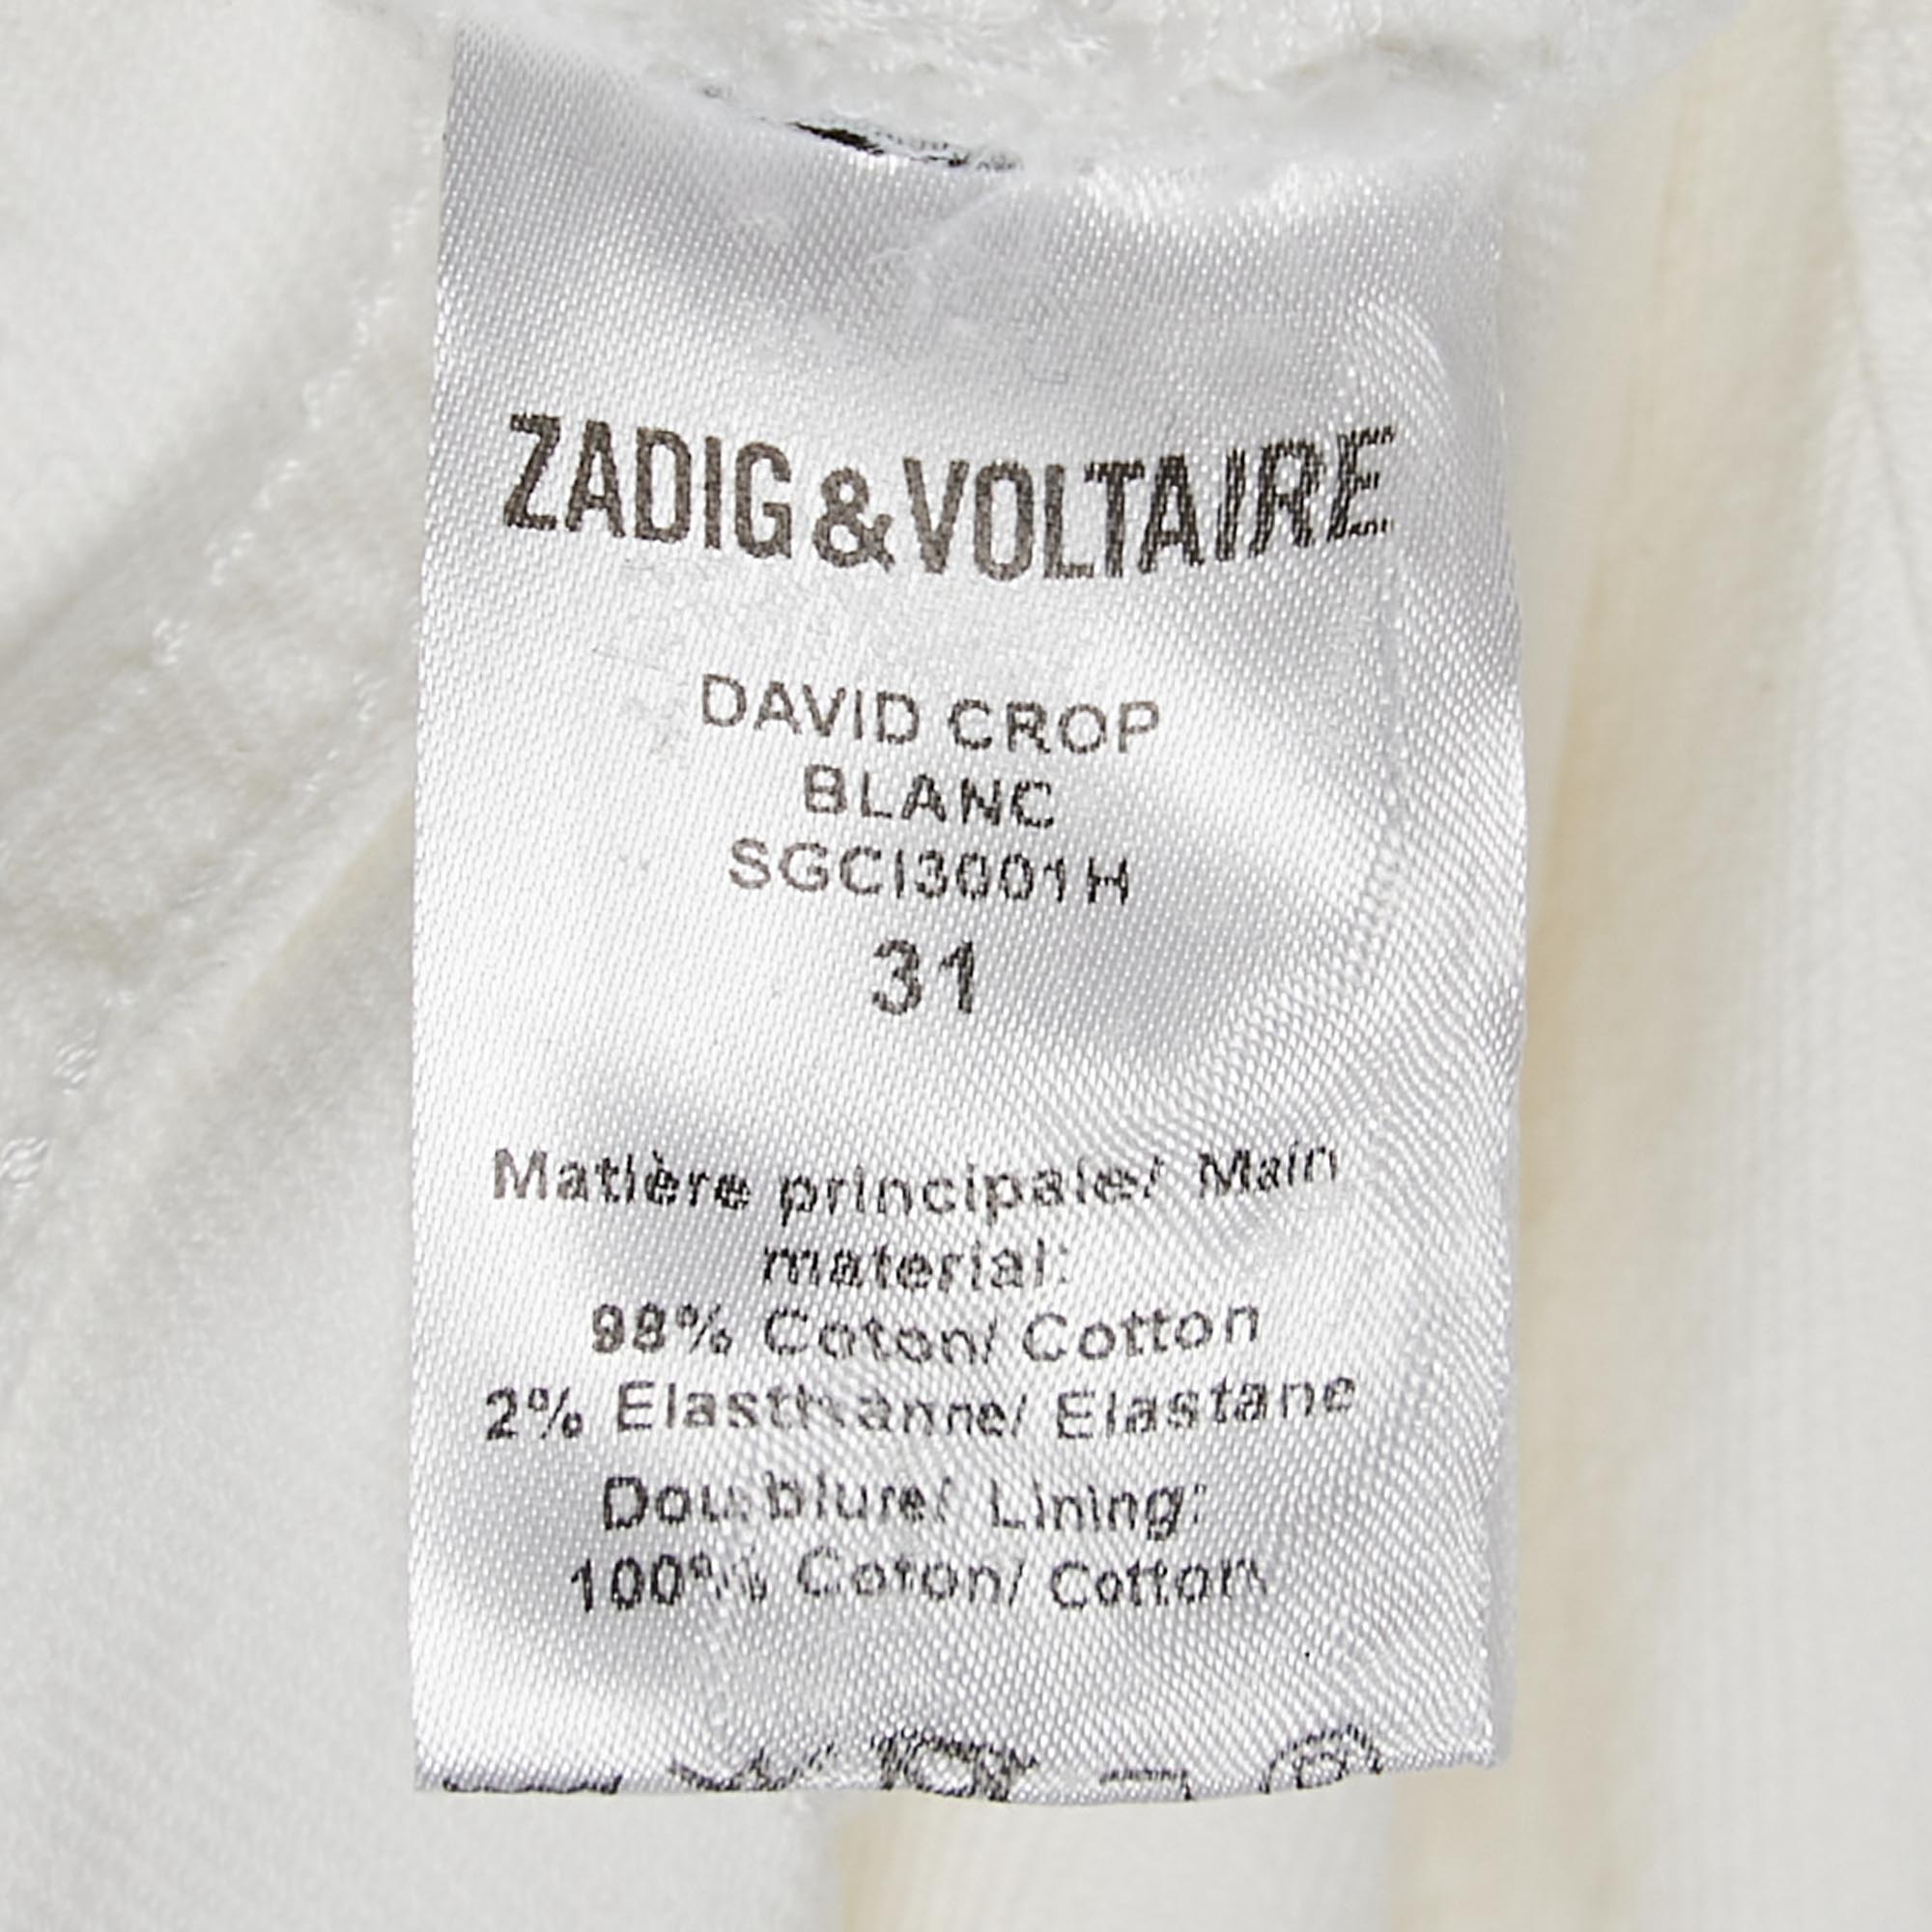 ZADIG&VOLTAIRE
DAVID CROP
BLANC
SGCI3001H
31
Matière principale/ Main
material:
98% Coton/ Cotton
2% Elasthanne/ Elastane
Doublure/ Lining:
100% Coton/ Cotton